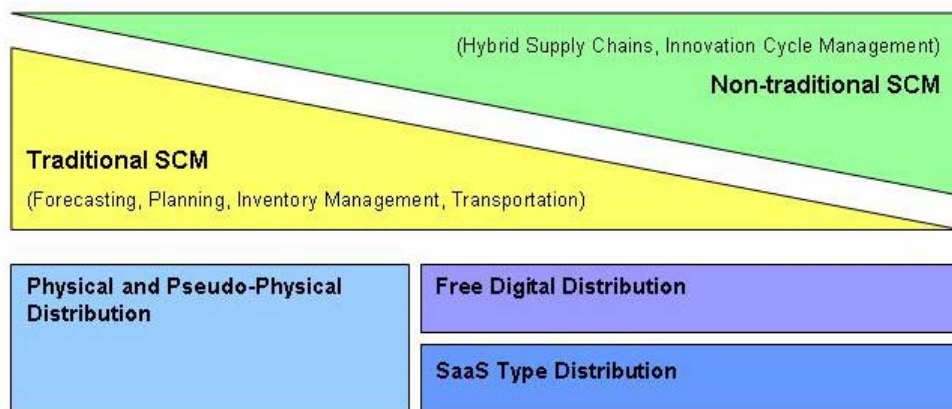 (Hybrid Supply Chains, Innovation Cycle Management)
Non-traditional SCM
Traditional SCM
(Forecasting, Planning, Inventory Management, Transportation)
Physical and Pseudo-Physical
Distribution
Free Digital Distribution
SaaS Type Distribution